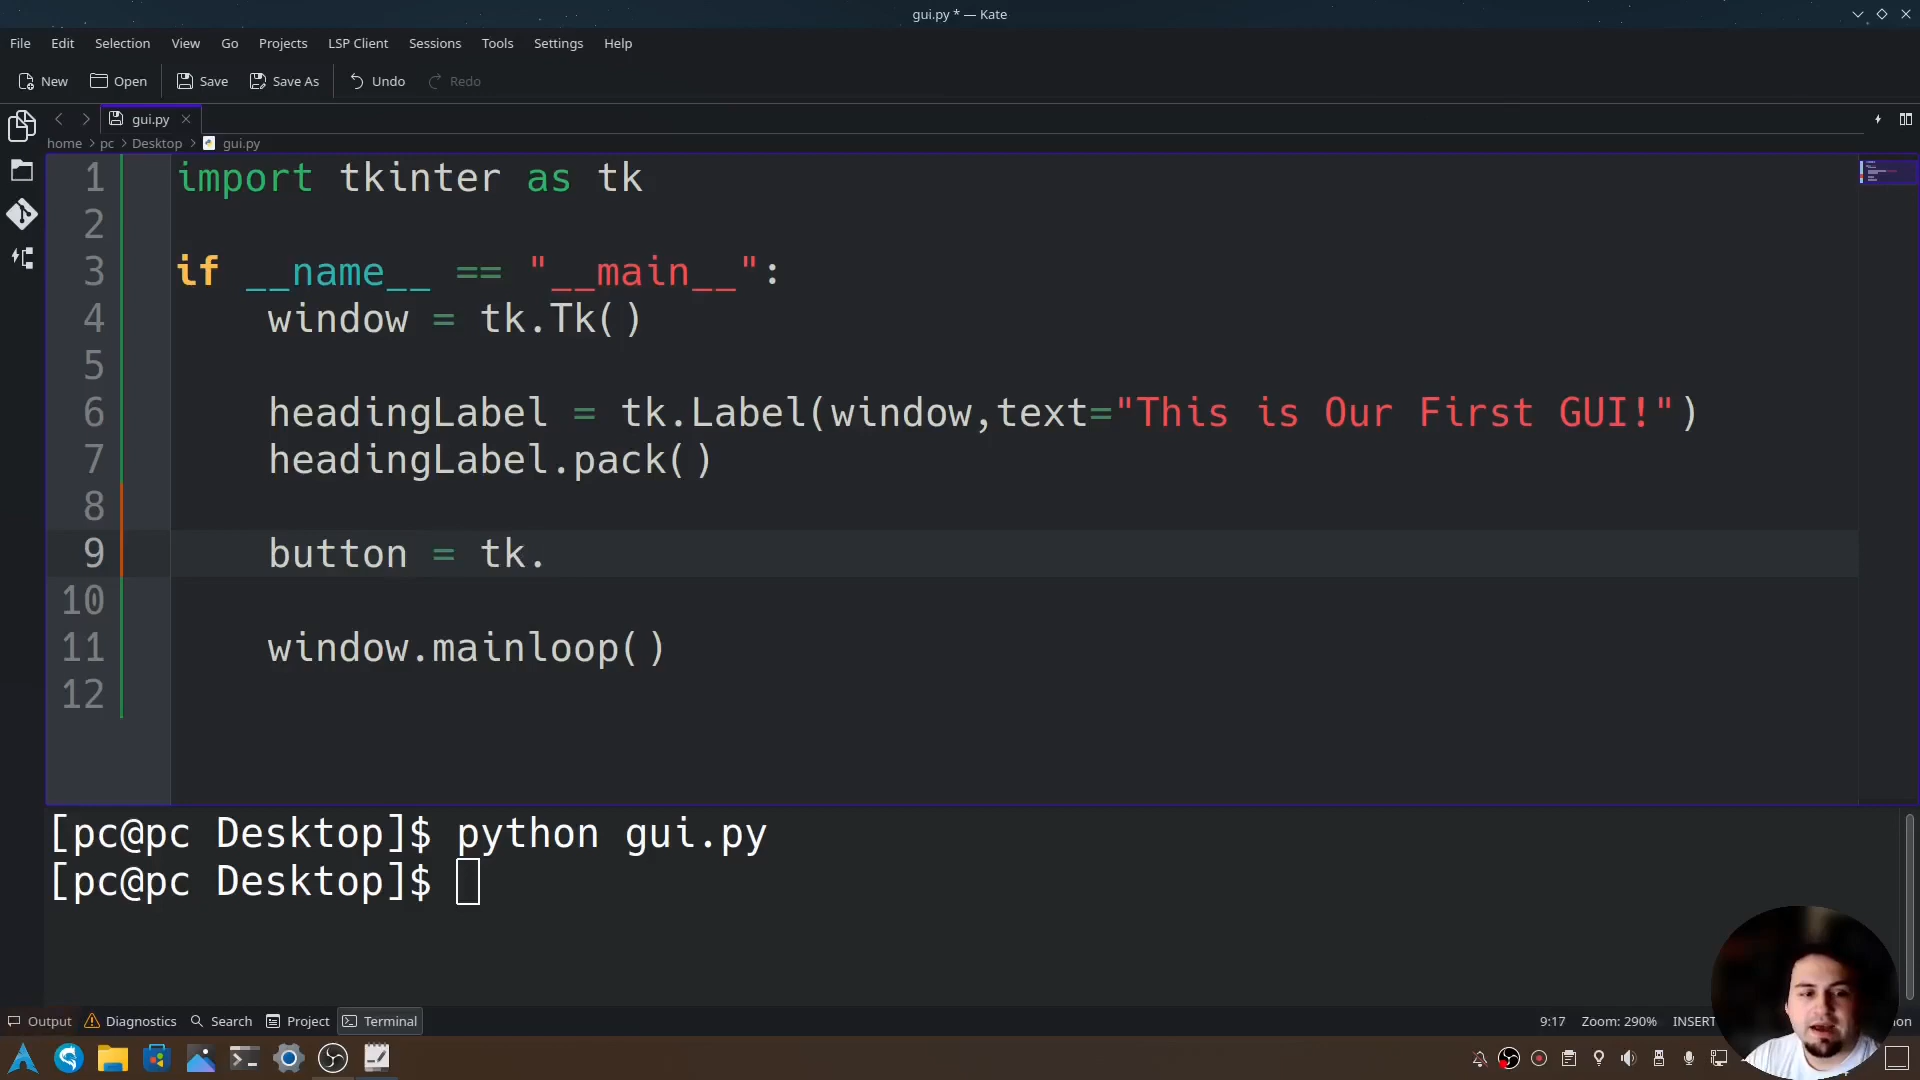 gui.py * — Kate
File Edit Selection View Go Projects LSP Client Sessions Tools Settings Help
New Open Save Save As Undo Redo
gui.py
home > pc > Desktop > gui.py
1 import tkinter as tk
2
3 if __name__ == "__main__":
4 window = tk.Tk()
5
6 headingLabel = tk.Label(window,text="This is Our First GUI!")
7 headingLabel.pack()
8
9 button = tk.
10
11 window.mainloop()
12
[pc@pc Desktop]$ python gui.py
[pc@pc Desktop]$
Output Diagnostics Search Project Terminal 9:17 Zoom: 290% INSERT